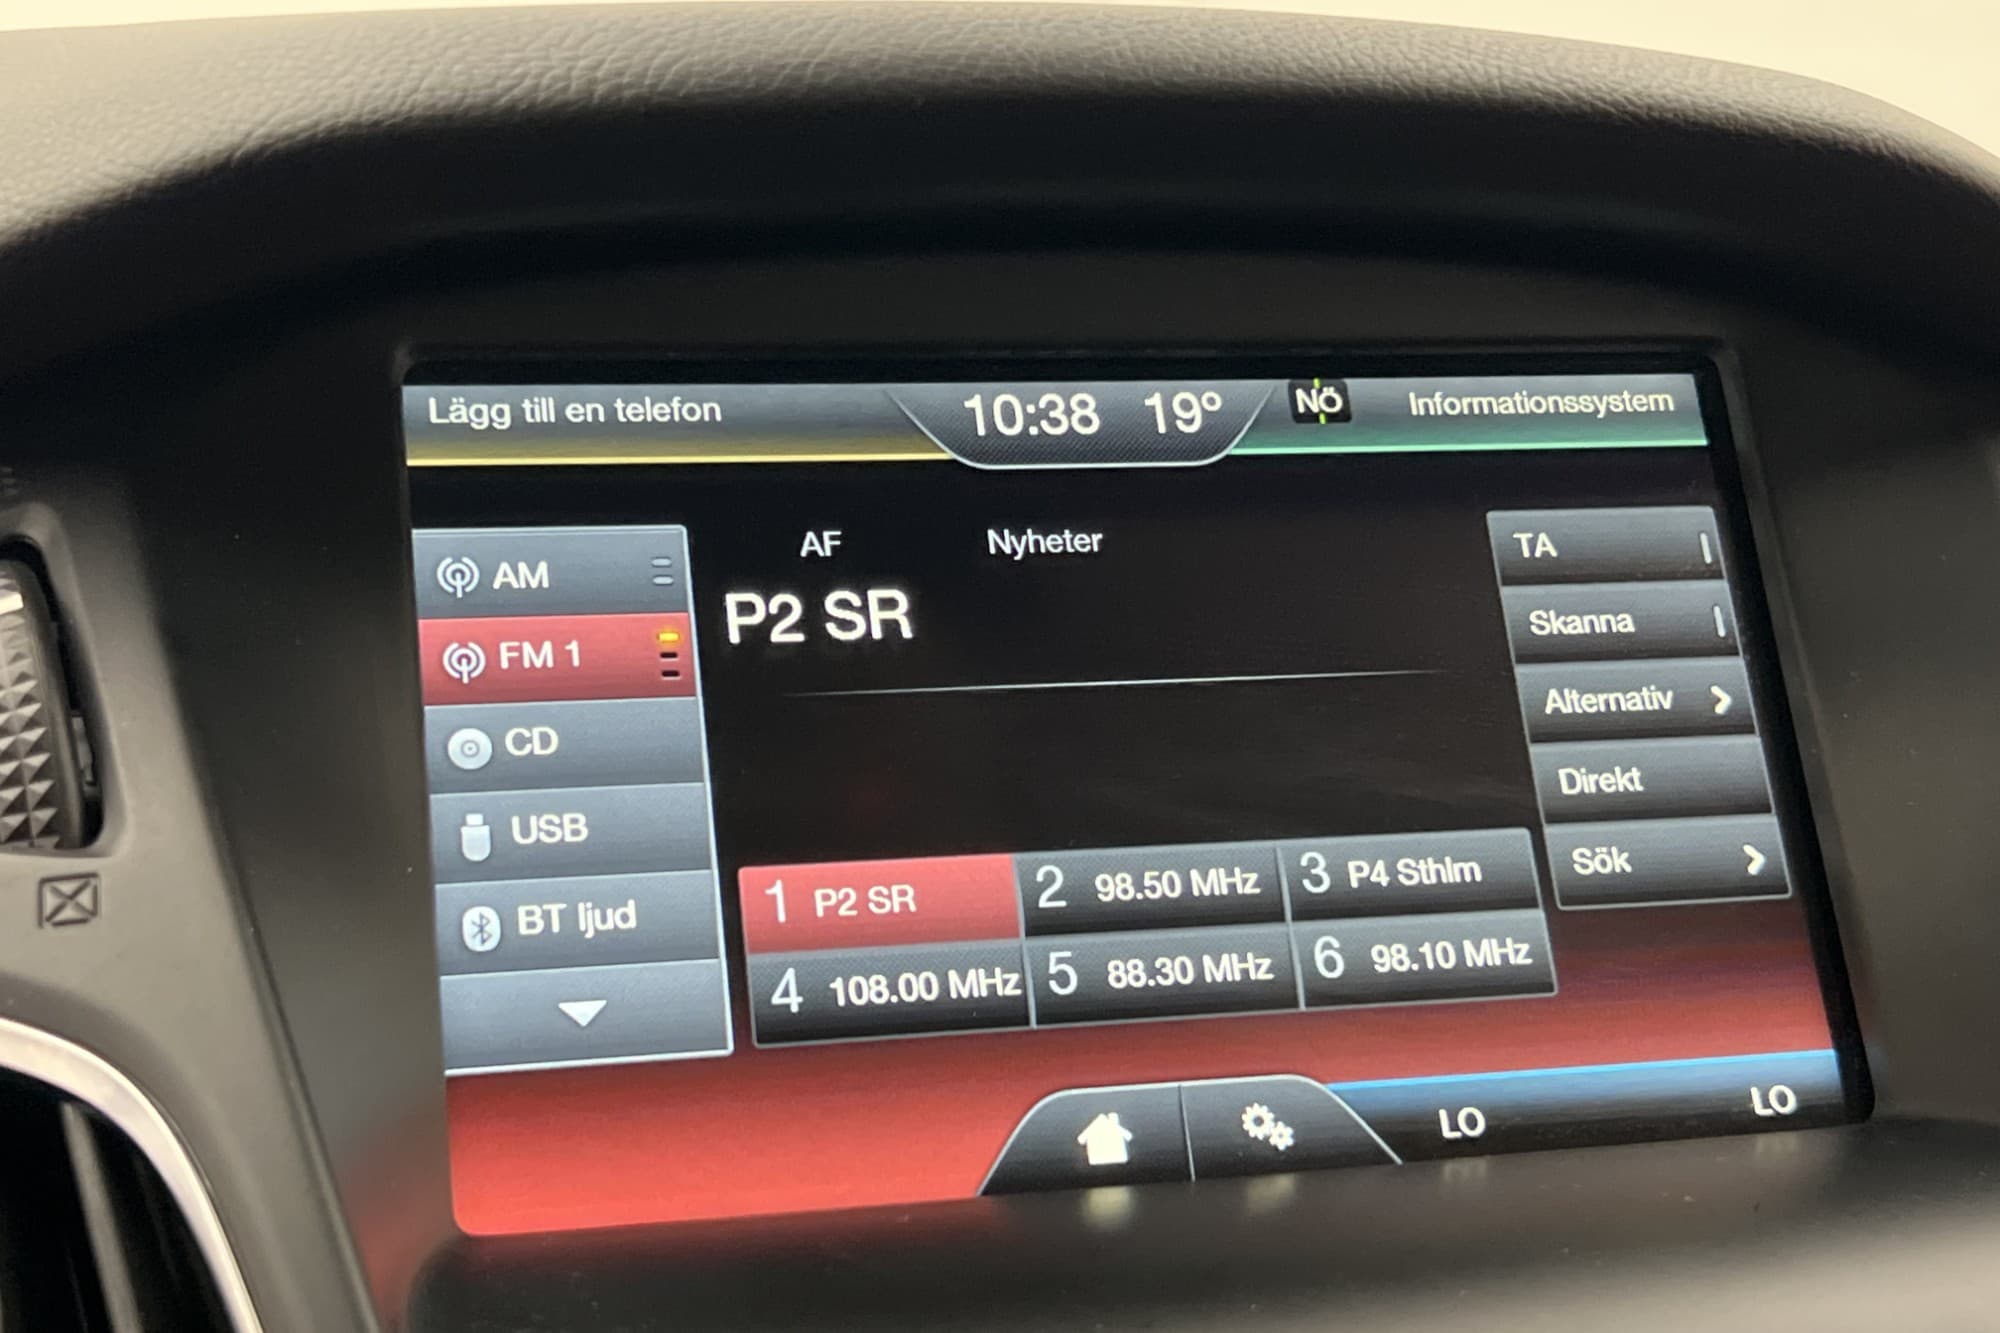 Lägg till en telefon
10:38 19°
NÖ
Informationssystem
AM
FM 1
CD
USB
BT ljud
AF Nyheter
P2 SR
1 P2 SR
2 98.50 MHz
3 P4 Sthlm
4 108.00 MHz
5 88.30 MHz
6 98.10 MHz
TA
Skanna
Alternativ
Direkt
Sök
LO LO